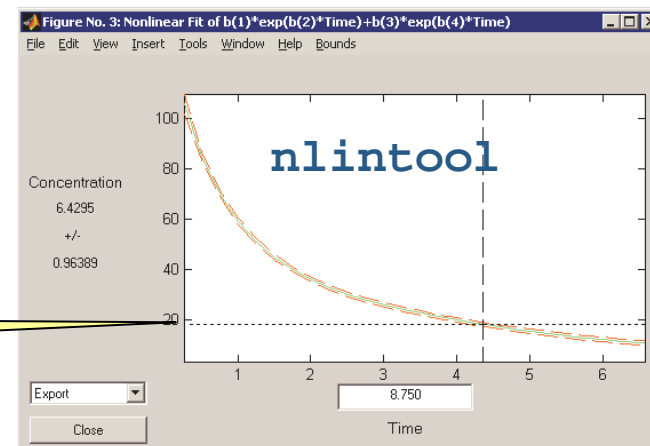 Figure No. 3: Nonlinear Fit of b(1)*exp(b(2)*Time)+b(3)*exp(b(4)*Time)
File Edit View Insert Tools Window Help Bounds
nlintool
Concentration
6.4295
+/-
0.96389
100
80
60
40
20
1 2 3 4 5 6
8.750
Time
Export
Close